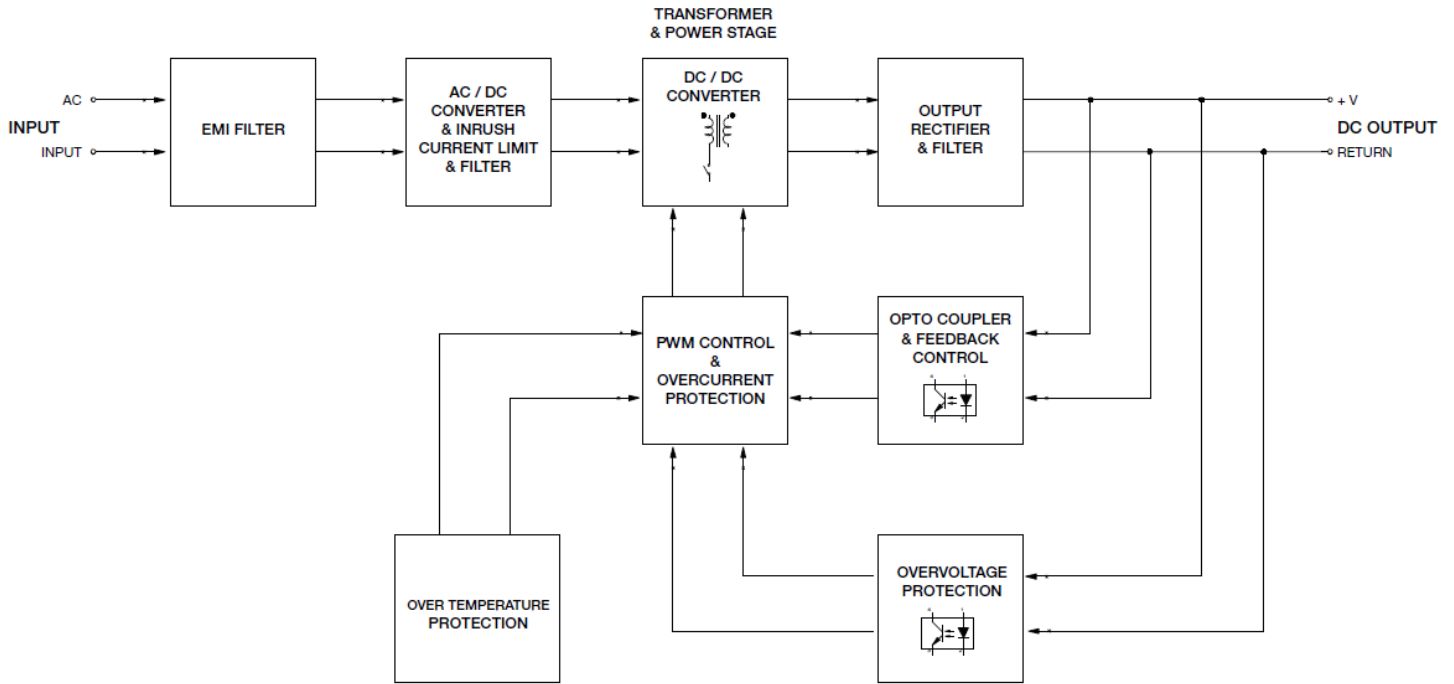 TRANSFORMER
& POWER STAGE
AC
INPUT
INPUT
EMI FILTER
AC / DC
CONVERTER
& INRUSH
CURRENT LIMIT
& FILTER
DC / DC
CONVERTER
OUTPUT
RECTIFIER
& FILTER
+ V
DC OUTPUT
RETURN
PWM CONTROL
&
OVERCURRENT
PROTECTION
OPTO COUPLER
& FEEDBACK
CONTROL
OVER TEMPERATURE
PROTECTION
OVERVOLTAGE
PROTECTION